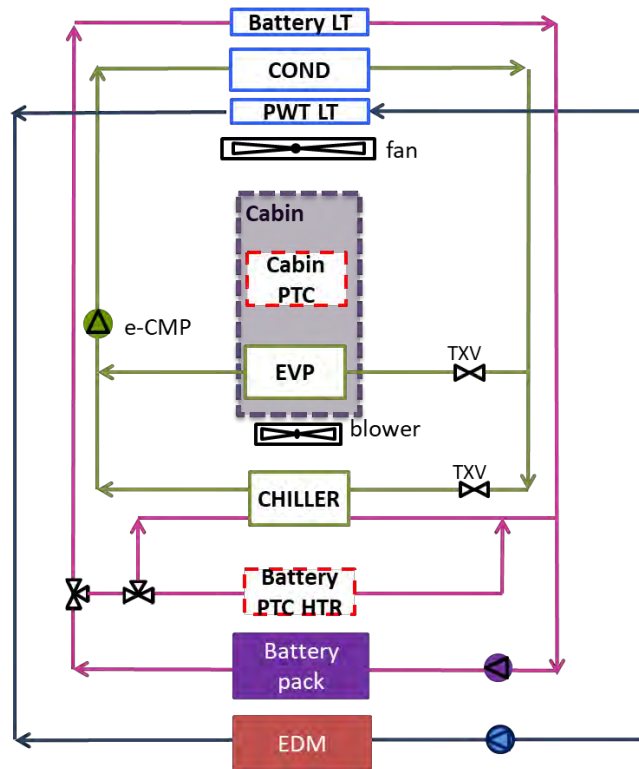 Battery LT
COND
PWT LT
fan
Cabin
Cabin
PTC
e-CMP
EVP
TXV
blower
CHILLER
TXV
Battery
PTC HTR
Battery
pack
EDM